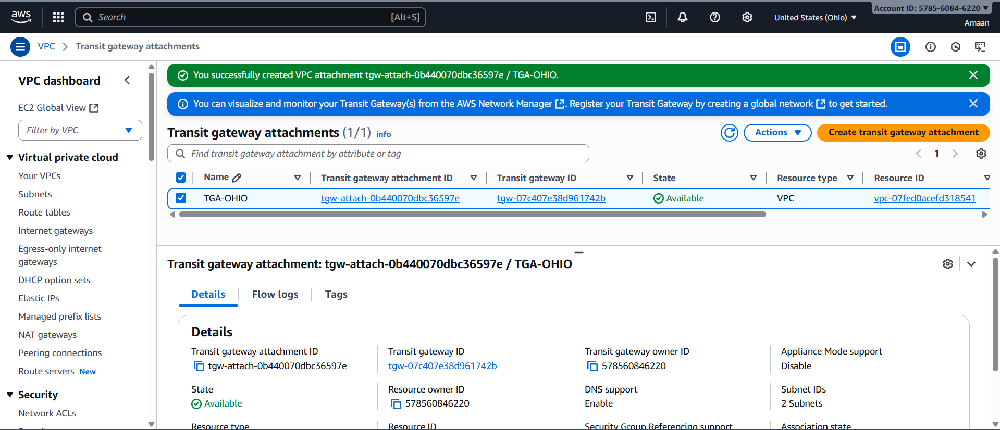 aws
Search
[Alt+S]
United States (Ohio)
Account ID: 5785-6084-6220
Amaan
VPC
Transit gateway attachments
VPC dashboard
EC2 Global View
Filter by VPC
Virtual private cloud
Your VPCs
Subnets
Route tables
Internet gateways
Egress-only internet
gateways
DHCP option sets
Elastic IPs
Managed prefix lists
NAT gateways
Peering connections
Route servers New
Security
Network ACLs
You successfully created VPC attachment tgw-attach-0b440070dbc36597e / TGA-OHIO.
You can visualize and monitor your Transit Gateway(s) from the AWS Network Manager. Register your Transit Gateway by creating a global network to get started.
Transit gateway attachments (1/1) info
Actions
Create transit gateway attachment
Find transit gateway attachment by attribute or tag
1
Name Transit gateway attachment ID Transit gateway ID State Resource type Resource ID
TGA-OHIO tgw-attach-0b440070dbc36597e tgw-07c407e38d961742b Available VPC vpc-07fed0acefd318541
Transit gateway attachment: tgw-attach-0b440070dbc36597e / TGA-OHIO
Details Flow logs Tags
Details
Transit gateway attachment ID Transit gateway ID Transit gateway owner ID Appliance Mode support
tgw-attach-0b440070dbc36597e tgw-07c407e38d961742b 578560846220 Disable
State Resource owner ID DNS support Subnet IDs
Available 578560846220 Enable 2 Subnets
Resource type Resource ID Security Group Referencing support Association state